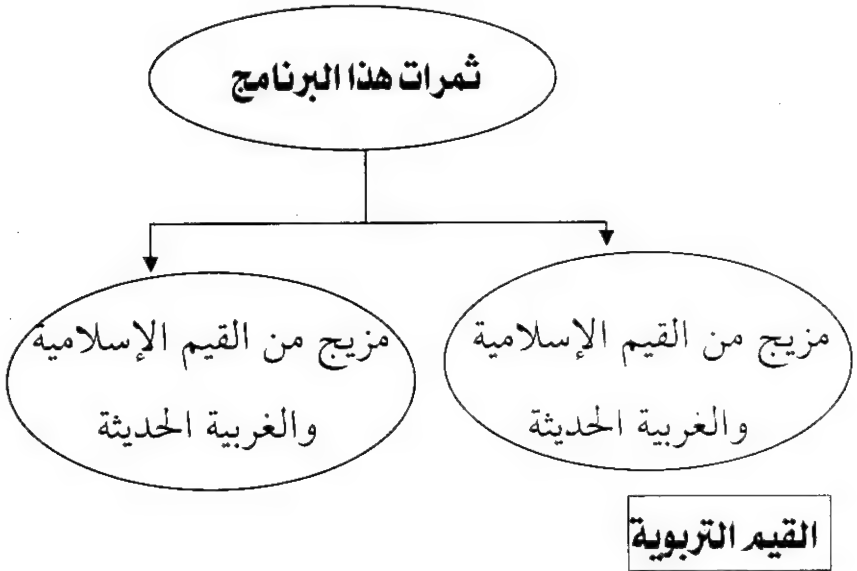 ثمرات هذا البرنامج
مزيج من القيم الإسلامية
والغربية الحديثة
مزيج من القيم الإسلامية
والغربية الحديثة
القيم التربوية